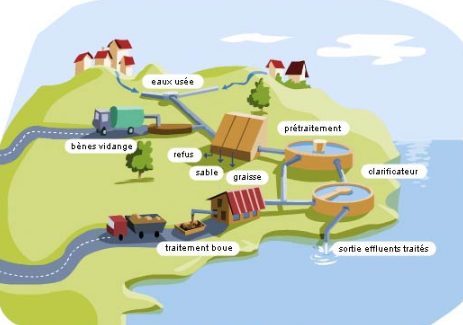 eaux usée
bènes vidange
prétraitement
refus
sable
graisse
clarificateur
traitement boue
sortie effluents traités